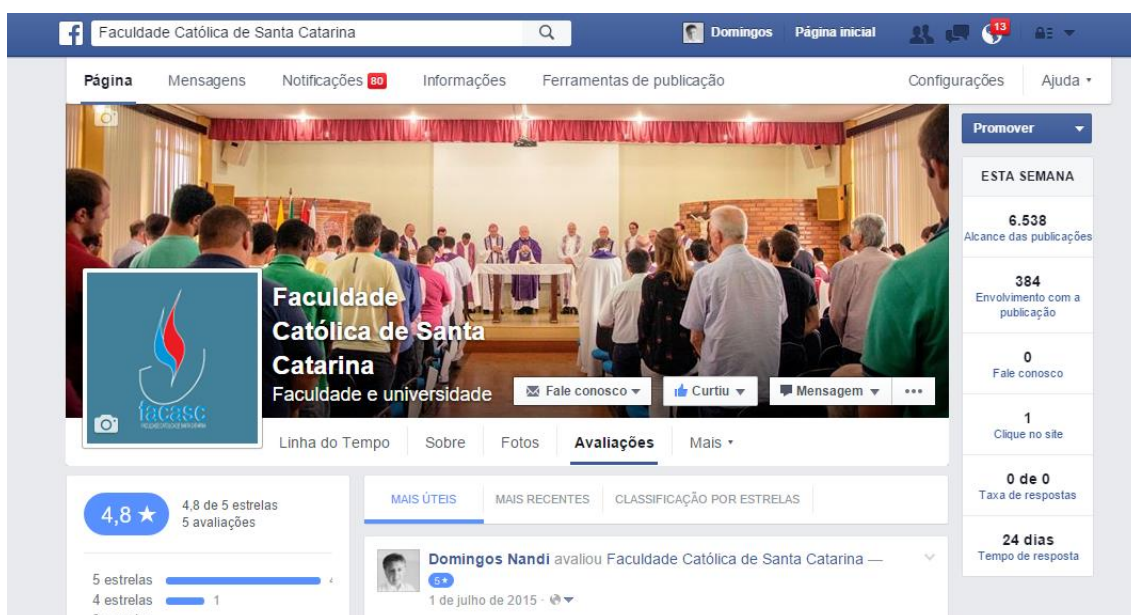 Faculdade Católica de Santa Catarina
Domingos
Página inicial
13
Página
Mensagens
Notificações 80
Informações
Ferramentas de publicação
Configurações
Ajuda
Promover
Faculdade
Católica de Santa
Catarina
Faculdade e universidade
facasc
Fale conosco
Curtiu
Mensagem
Linha do Tempo
Sobre
Fotos
Avaliações
Mais
ESTA SEMANA
6.538
Alcance das publicações
384
Envolvimento com a
publicação
0
Fale conosco
1
Clique no site
0 de 0
Taxa de respostas
24 dias
Tempo de resposta
4,8 ★
4,8 de 5 estrelas
5 avaliações
5 estrelas
4 estrelas 1
MAIS ÚTEIS
MAIS RECENTES
CLASSIFICAÇÃO POR ESTRELAS
Domingos Nandi avaliou Faculdade Católica de Santa Catarina —
5★
1 de julho de 2015